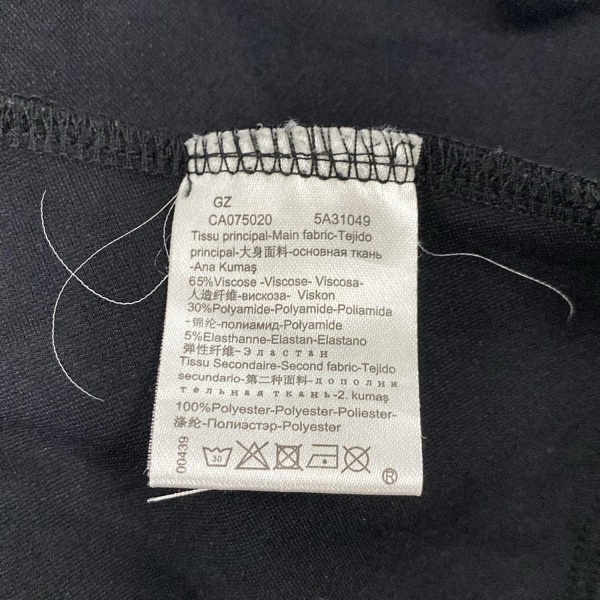 GZ
CA075020 5A31049
Tissu principal-Main fabric-Tejido
principal-大身面料-основная ткань
-Ana Kumaş
65%Viscose -Viscose- Viscosa-
人造纤维-вискоза- Viskon
30%Polyamide-Polyamide-Poliamida
-锦纶-полиамид-Polyamide
5%Elasthanne-Elastan-Elastano
弹性纤维-Эластан
Tissu Secondaire-Second fabric-Tejido
secundario-第二种面料-дополни
тельная ткань-2. kumaş
100%Polyester-Polyester-Poliester-
涤纶-Полиэстэр-Polyester
00439
30
®